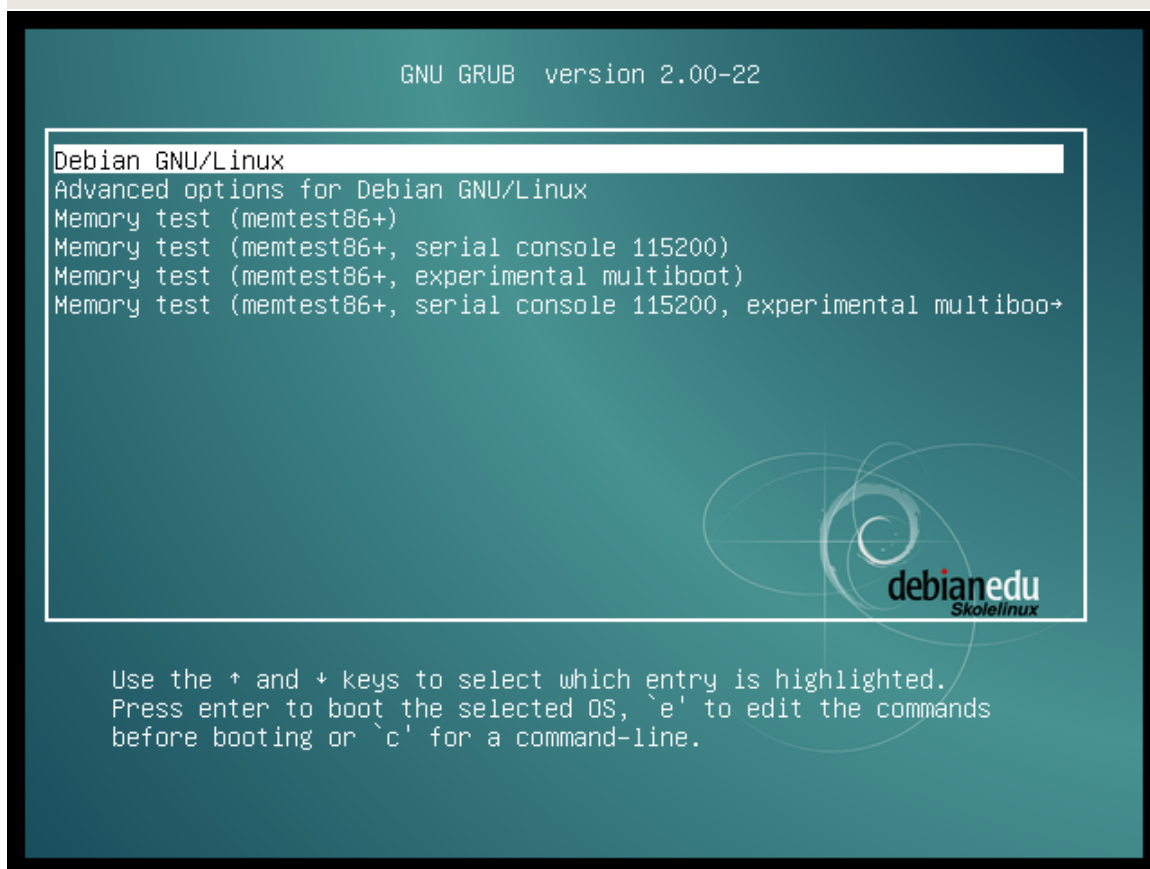 GNU GRUB version 2.00-22
Debian GNU/Linux
Advanced options for Debian GNU/Linux
Memory test (memtest86+)
Memory test (memtest86+, serial console 115200)
Memory test (memtest86+, experimental multiboot)
Memory test (memtest86+, serial console 115200, experimental multiboo→
debianedu
Skolelinux
Use the ↑ and ↓ keys to select which entry is highlighted.
Press enter to boot the selected OS, `e' to edit the commands
before booting or `c' for a command-line.